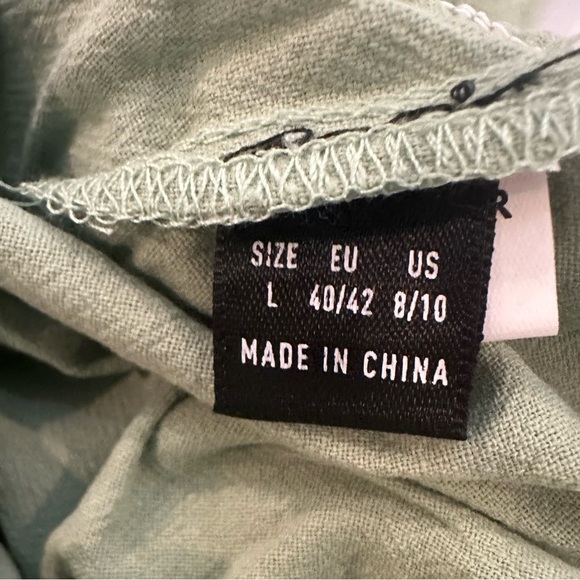 SIZE EU US
L 40/42 8/10
MADE IN CHINA